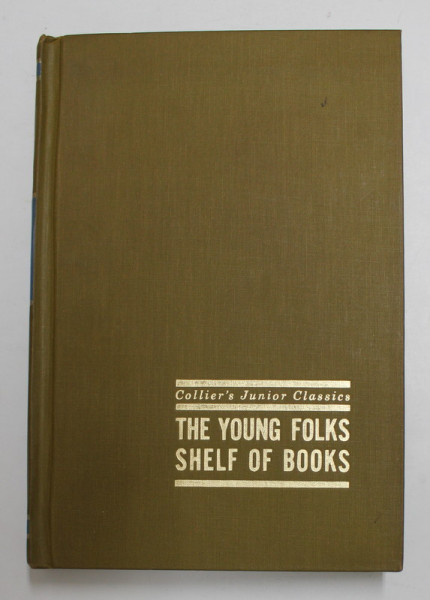 Collier's Junior Classics
THE YOUNG FOLKS
SHELF OF BOOKS